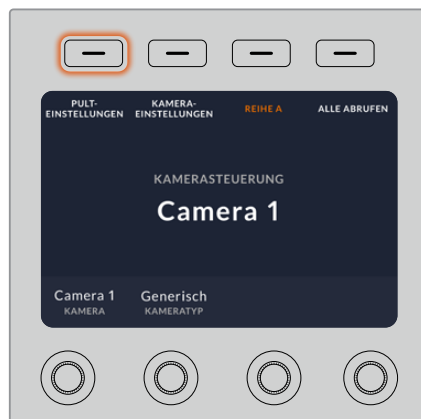 PULT-
EINSTELLUNGEN
KAMERA-
EINSTELLUNGEN
REIHE A
ALLE ABRUFEN
KAMERASTEUERUNG
Camera 1
Camera 1
KAMERA
Generisch
KAMERATYP